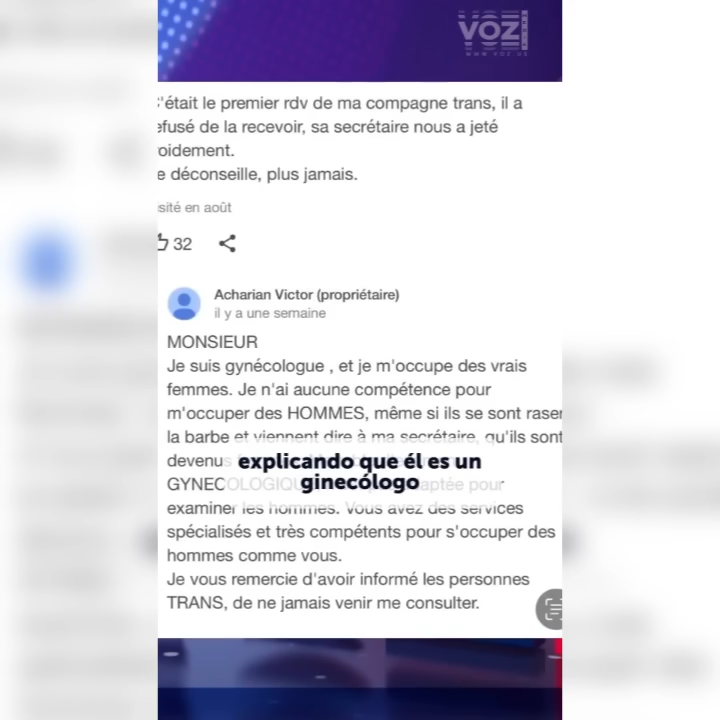 VOZ
'était le premier rdv de ma compagne trans, il a
efusé de la recevoir, sa secrétaire nous a jeté
oidement.
e déconseille, plus jamais.
sité en août
32
Acharian Victor (propriétaire)
il y a une semaine
MONSIEUR
Je suis gynécologue , et je m'occupe des vrais
femmes. Je n'ai aucune compétence pour
m'occuper des HOMMES, même si ils se sont raser
la barbe et viennent dire à ma secrétaire, qu'ils sont
devenus
explicando que él es un
ginecólogo
GYNECOLOGIQUE adaptée pour
examiner les hommes. Vous avez des services
spécialisés et très compétents pour s'occuper des
hommes comme vous.
Je vous remercie d'avoir informé les personnes
TRANS, de ne jamais venir me consulter.